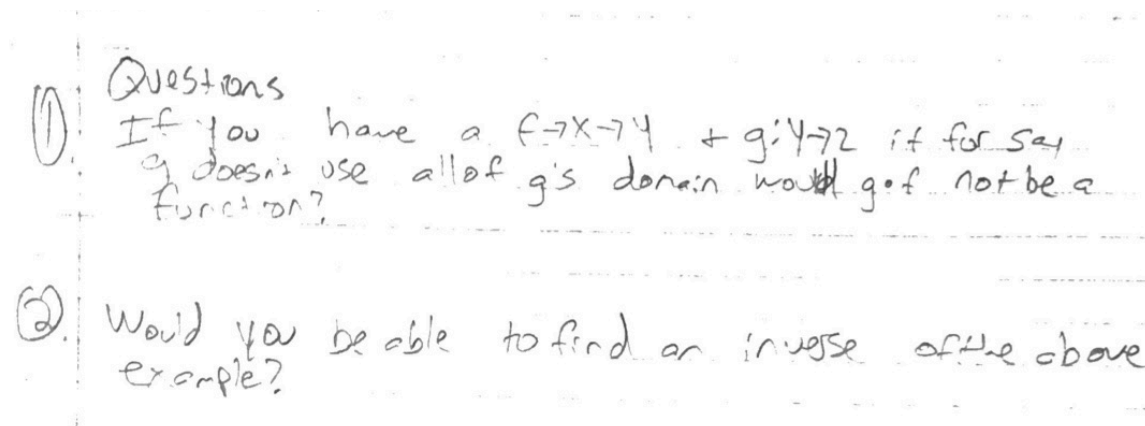 Questions
1. If you have a f→X→Y + g:Y→Z if for say
g doesn't use all of g's domain would g∘f not be a
function?
2. Would you be able to find an inverse of the above
example?